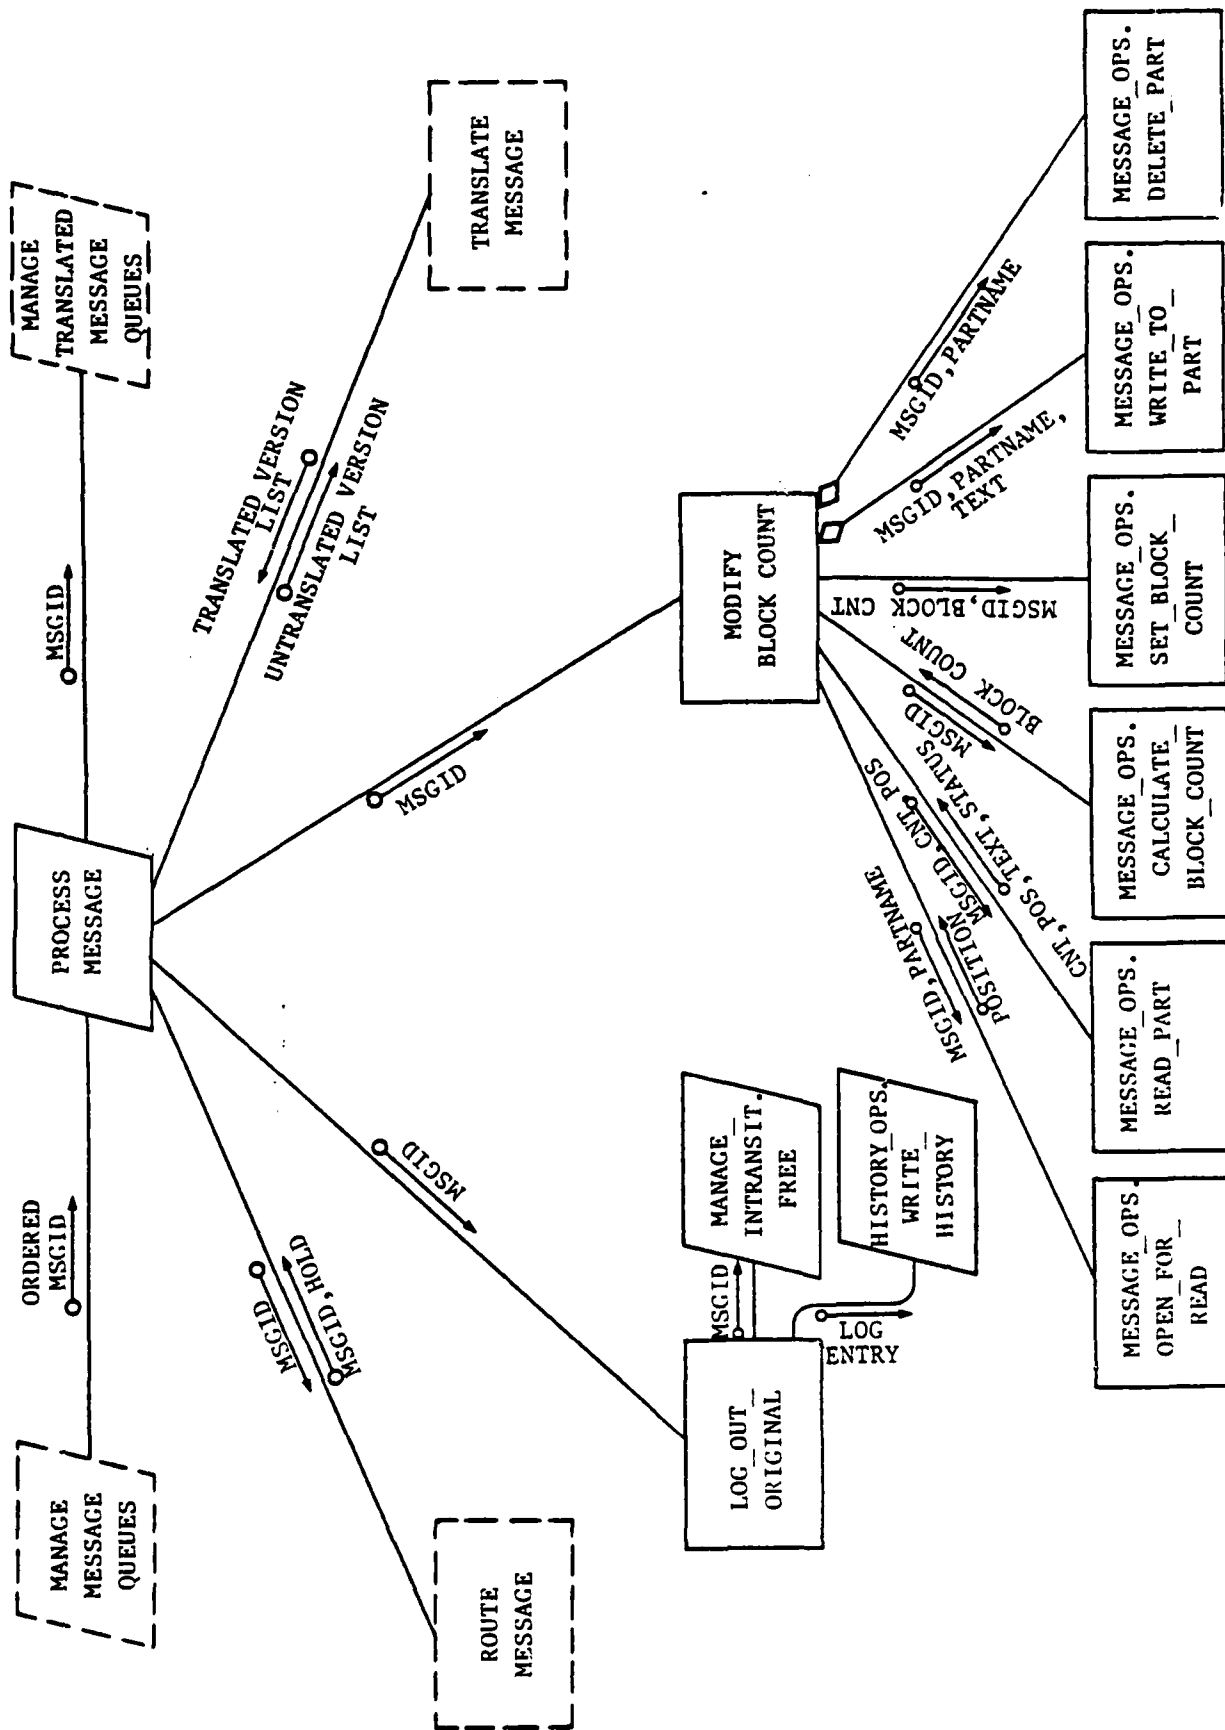 MANAGE
MESSAGE
QUEUES
ORDERED
MSGID
PROCESS
MESSAGE
MSGID
MANAGE
TRANSLATED
MESSAGE
QUEUES
MSGID
MSGID,HOLD
MSGID
MSGID
TRANSLATED VERSION
LIST
UNTRANSLATED VERSION
LIST
ROUTE
MESSAGE
TRANSLATE
MESSAGE
LOG_OUT_
ORIGINAL
MSGID
MANAGE_
INTRANSIT.
FREE
LOG
ENTRY
HISTORY_OPS.
WRITE_
HISTORY
MODIFY
BLOCK COUNT
MSGID,PARTNAME
POSITION
MSGID,CNT,POS
CNT,POS,TEXT,STATUS
MSGID
BLOCK COUNT
MSGID,BLOCK CNT
MSGID,PARTNAME,
TEXT
MSGID,PARTNAME
MESSAGE_OPS.
OPEN_FOR_
READ
MESSAGE_OPS.
READ_PART
MESSAGE_OPS.
CALCULATE_
BLOCK_COUNT
MESSAGE_OPS.
SET_BLOCK_
COUNT
MESSAGE_OPS.
WRITE_TO_
PART
MESSAGE_OPS.
DELETE_PART